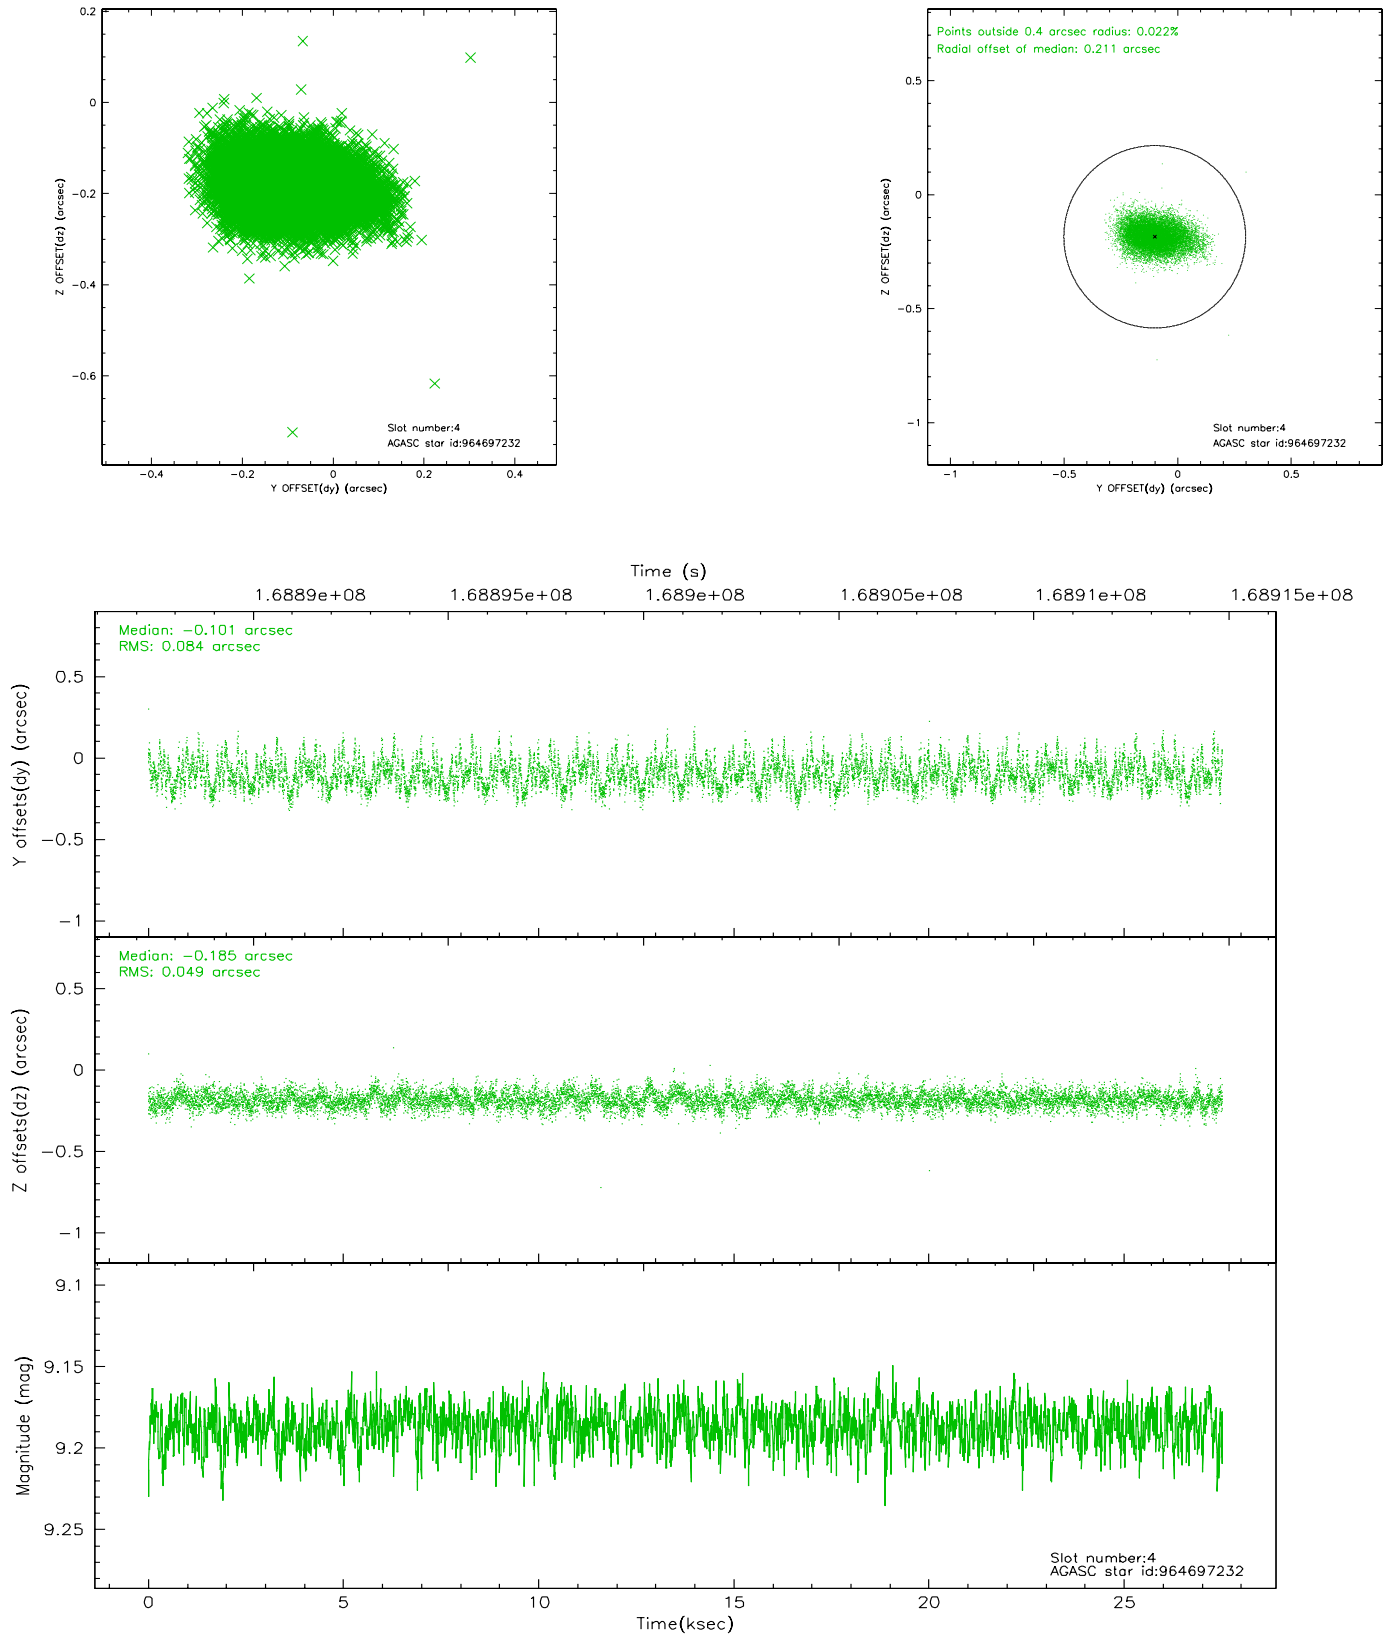 0.2
0
−0.2
−0.4
−0.6
Z OFFSET(dz) (arcsec)
−0.4 −0.2 0 0.2 0.4
Y OFFSET(dy) (arcsec)
Slot number:4
AGASC star id:964697232
Points outside 0.4 arcsec radius: 0.022%
Radial offset of median: 0.211 arcsec
0.5
0
−0.5
−1
Z OFFSET(dz) (arcsec)
−1 −0.5 0 0.5
Y OFFSET(dy) (arcsec)
Slot number:4
AGASC star id:964697232
Time (s)
1.6889e+08 1.68895e+08 1.689e+08 1.68905e+08 1.6891e+08 1.68915e+08
Median: −0.101 arcsec
RMS: 0.084 arcsec
0.5
0
−0.5
−1
Y offsets(dy) (arcsec)
Median: −0.185 arcsec
RMS: 0.049 arcsec
0.5
0
−0.5
−1
Z offsets(dz) (arcsec)
9.1
9.15
9.2
9.25
Magnitude (mag)
Slot number:4
AGASC star id:964697232
0 5 10 15 20 25
Time(ksec)